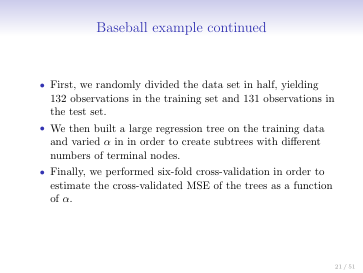 Baseball example continued
• First, we randomly divided the data set in half, yielding
132 observations in the training set and 131 observations in
the test set.
• We then built a large regression tree on the training data
and varied α in in order to create subtrees with different
numbers of terminal nodes.
• Finally, we performed six-fold cross-validation in order to
estimate the cross-validated MSE of the trees as a function
of α.
21 / 51